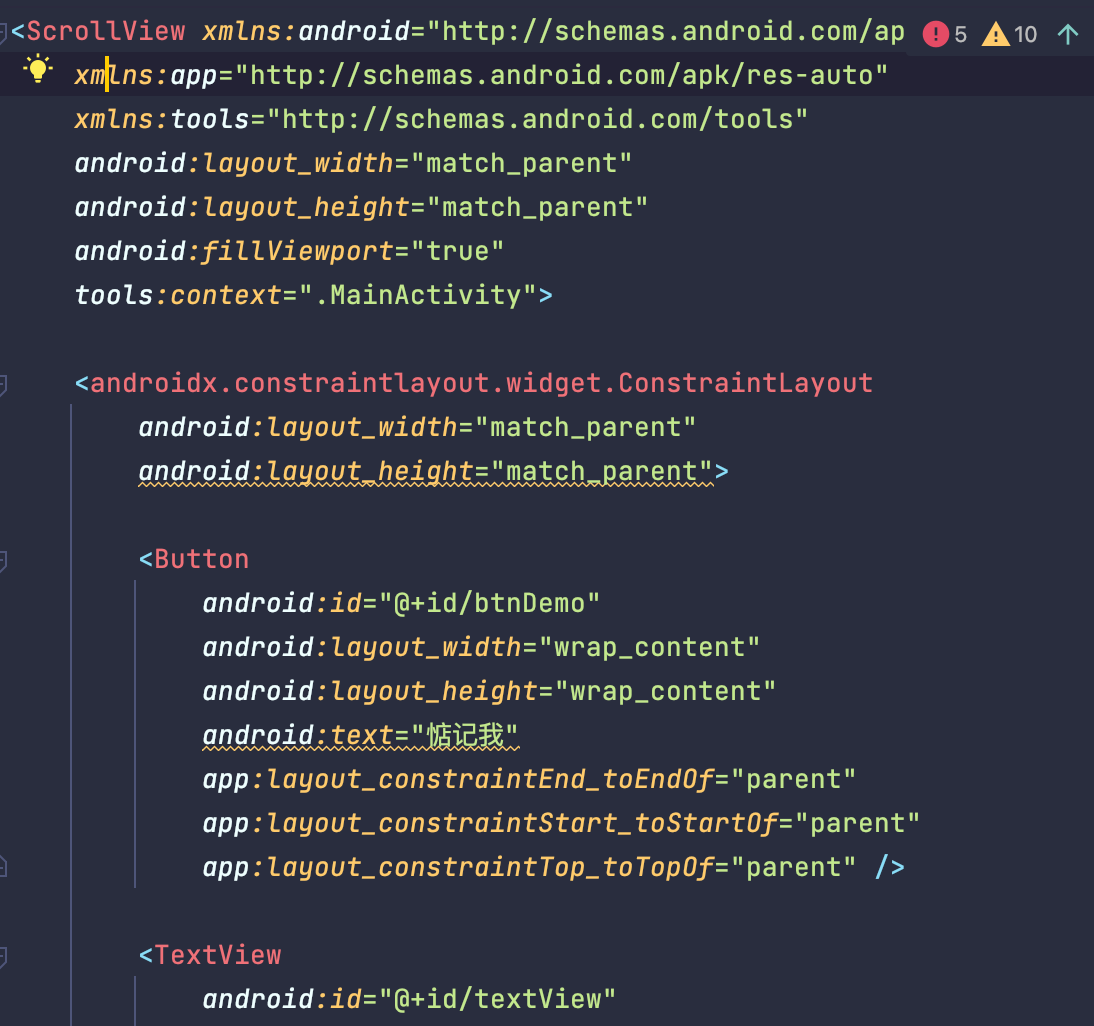 <ScrollView xmlns:android="http://schemas.android.com/ap
5 10
xmlns:app="http://schemas.android.com/apk/res-auto"
xmlns:tools="http://schemas.android.com/tools"
android:layout_width="match_parent"
android:layout_height="match_parent"
android:fillViewport="true"
tools:context=".MainActivity">
<androidx.constraintlayout.widget.ConstraintLayout
android:layout_width="match_parent"
android:layout_height="match_parent">
<Button
android:id="@+id/btnDemo"
android:layout_width="wrap_content"
android:layout_height="wrap_content"
android:text="惦记我"
app:layout_constraintEnd_toEndOf="parent"
app:layout_constraintStart_toStartOf="parent"
app:layout_constraintTop_toTopOf="parent" />
<TextView
android:id="@+id/textView"